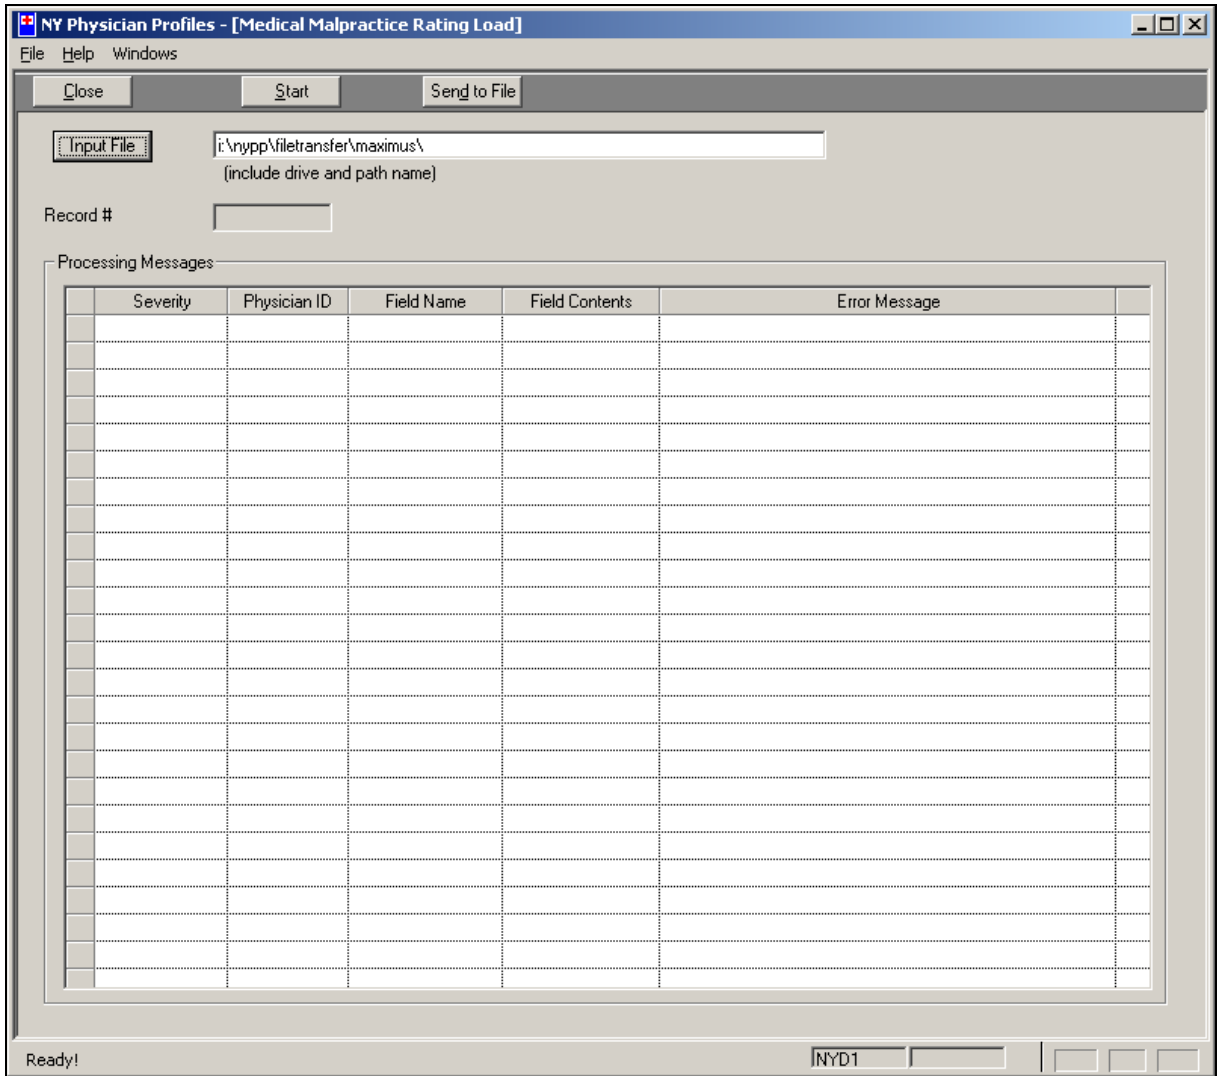 NY Physician Profiles - [Medical Malpractice Rating Load]
File Help Windows
Close Start Send to File
Input File i:\nypp\filetransfer\maximus\
(include drive and path name)
Record #
Processing Messages
Severity Physician ID Field Name Field Contents Error Message
Ready! NYD1